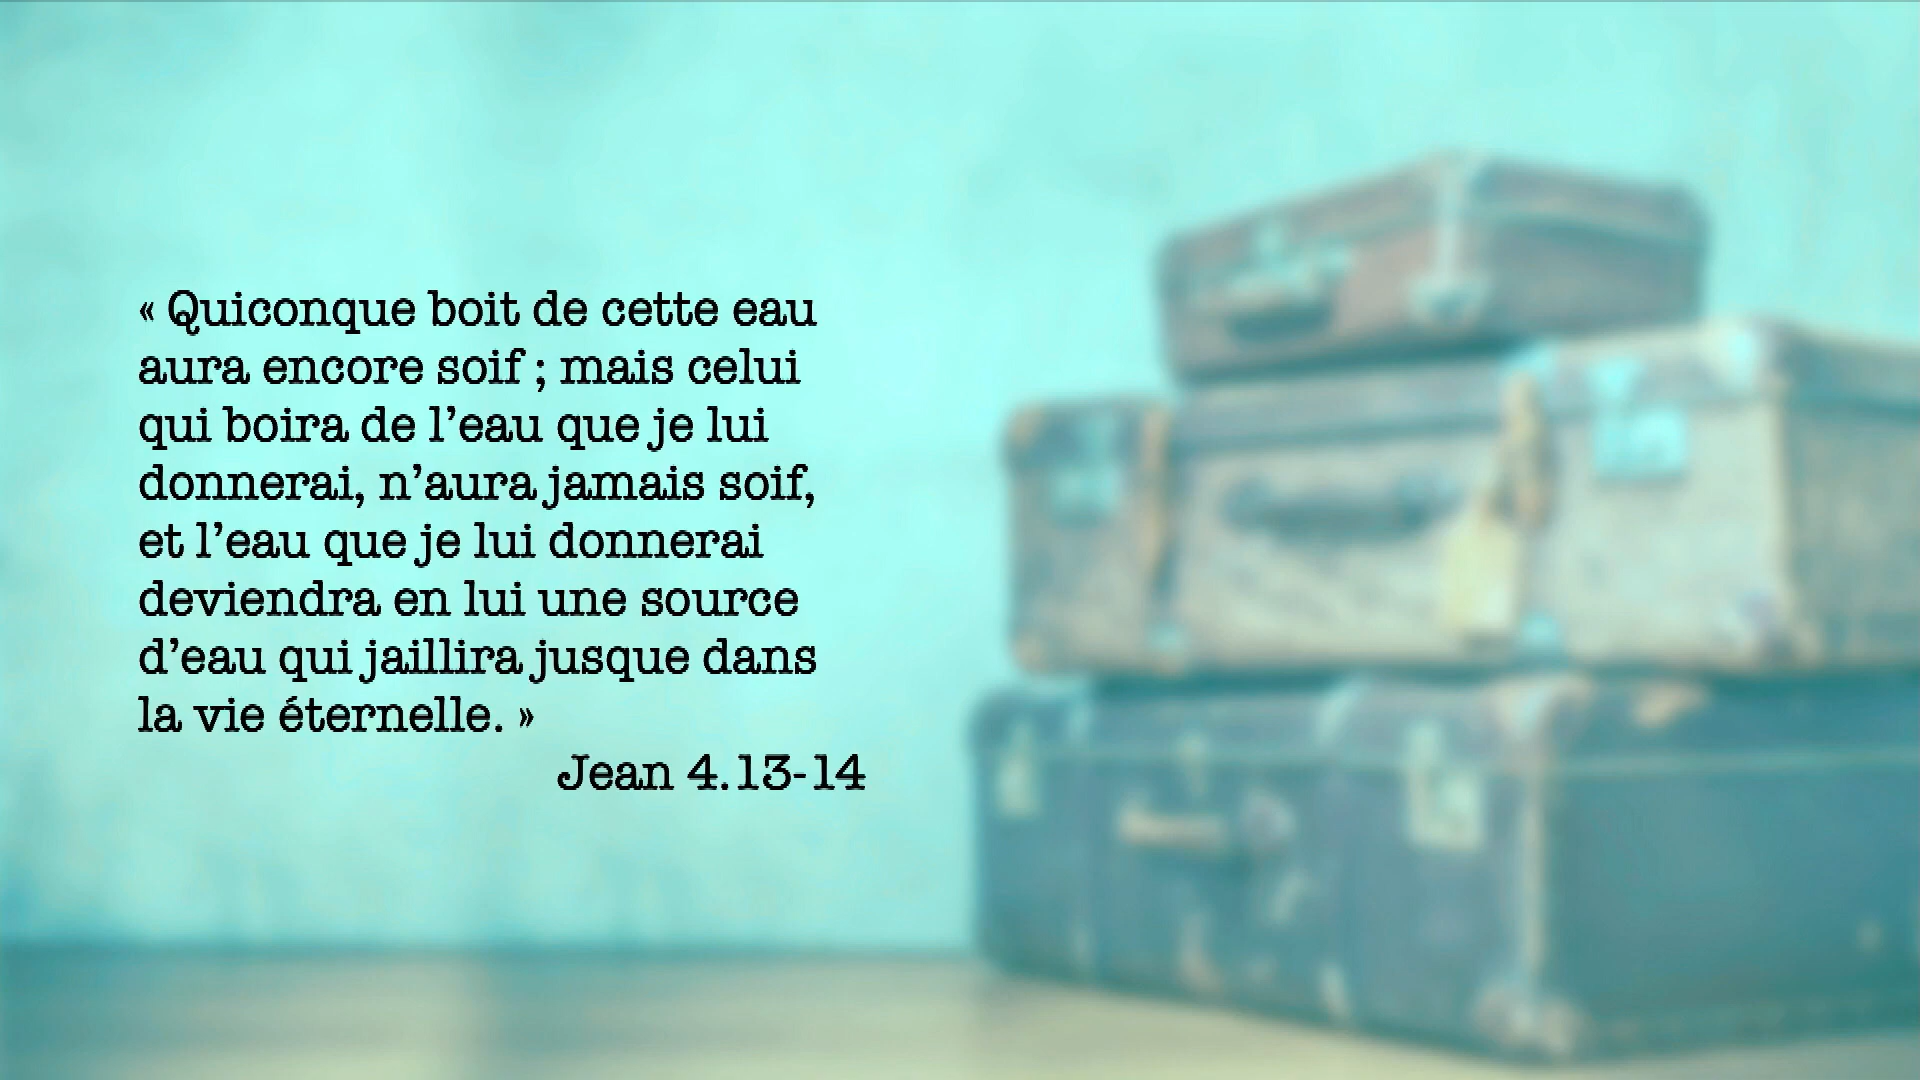 « Quiconque boit de cette eau
aura encore soif ; mais celui
qui boira de l’eau que je lui
donnerai, n’aura jamais soif,
et l’eau que je lui donnerai
deviendra en lui une source
d’eau qui jaillira jusque dans
la vie éternelle. »
Jean 4.13-14